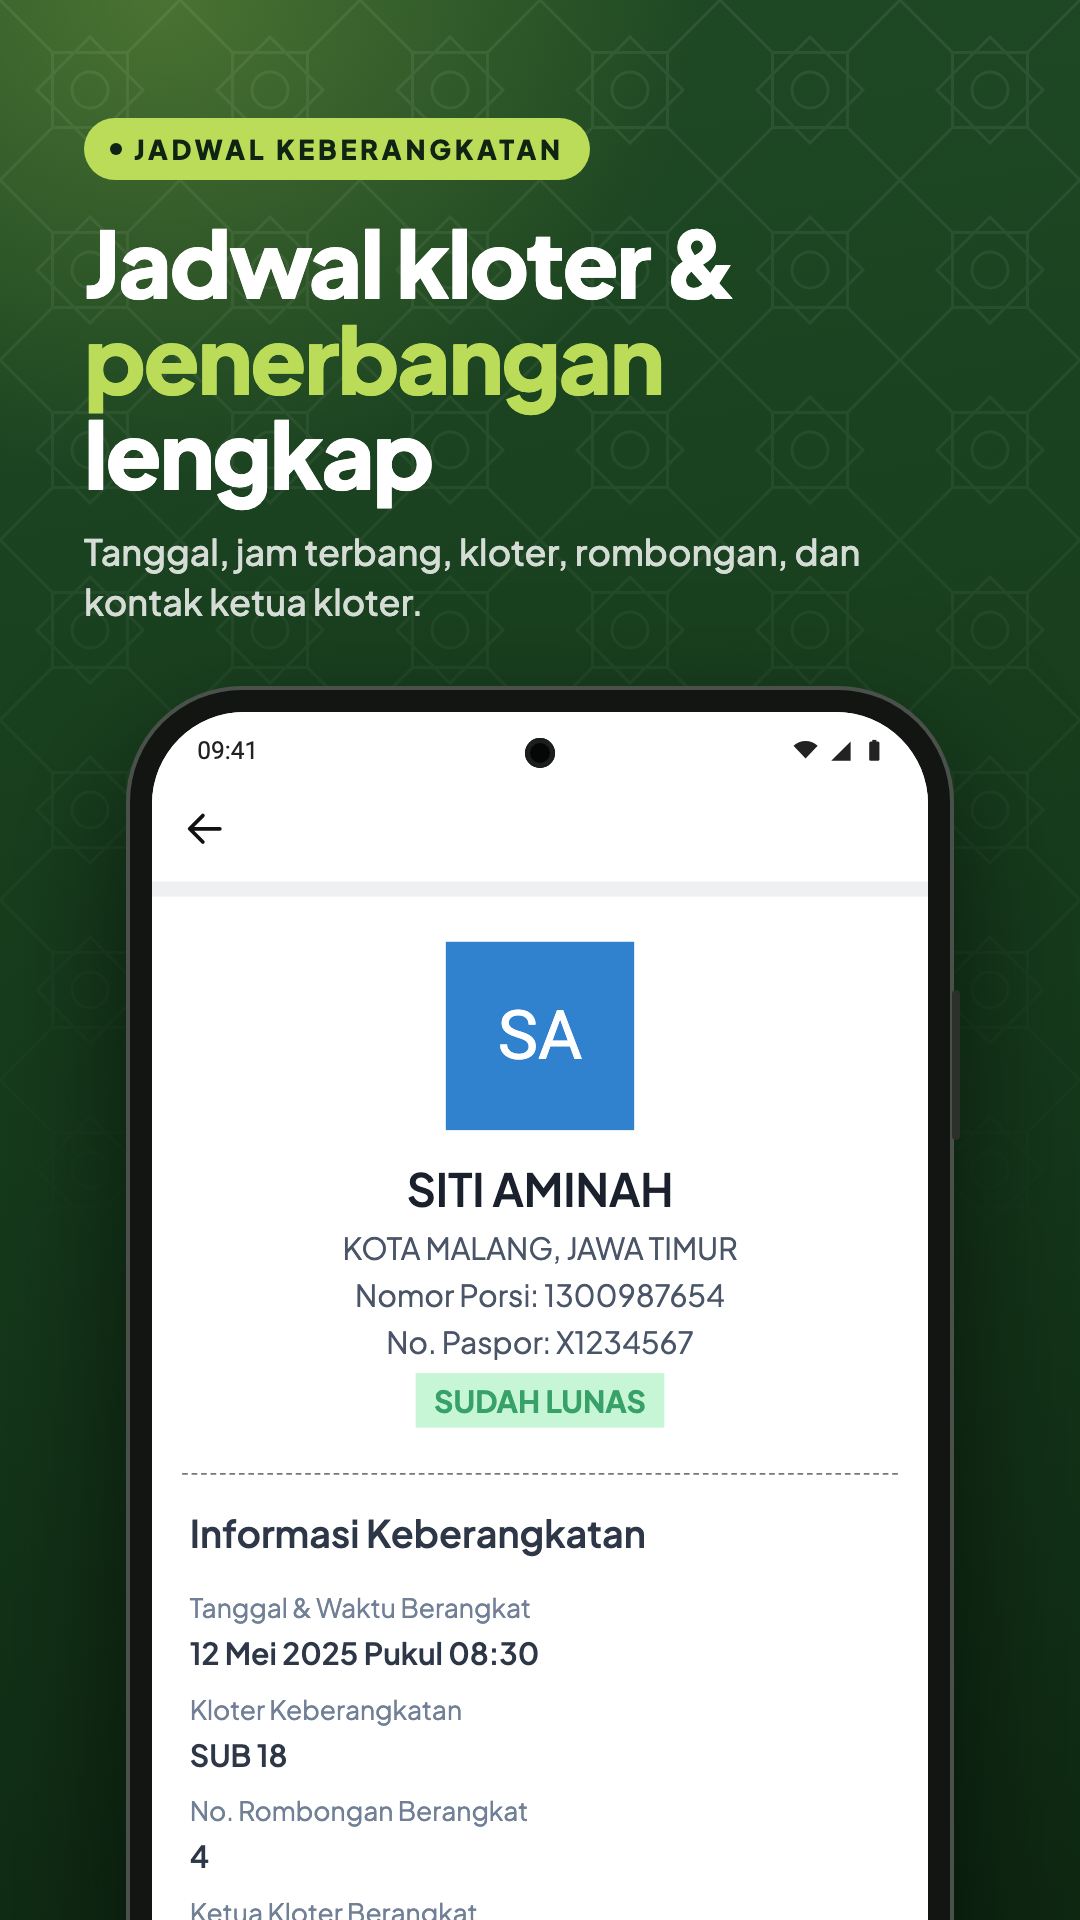 JADWAL KEBERANGKATAN
Jadwal kloter &
penerbangan
lengkap
Tanggal, jam terbang, kloter, rombongan, dan
kontak ketua kloter.
09:41
SA
SITI AMINAH
KOTA MALANG, JAWA TIMUR
Nomor Porsi: 1300987654
No. Paspor: X1234567
SUDAH LUNAS
Informasi Keberangkatan
Tanggal & Waktu Berangkat
12 Mei 2025 Pukul 08:30
Kloter Keberangkatan
SUB 18
No. Rombongan Berangkat
4
Ketua Kloter Berangkat